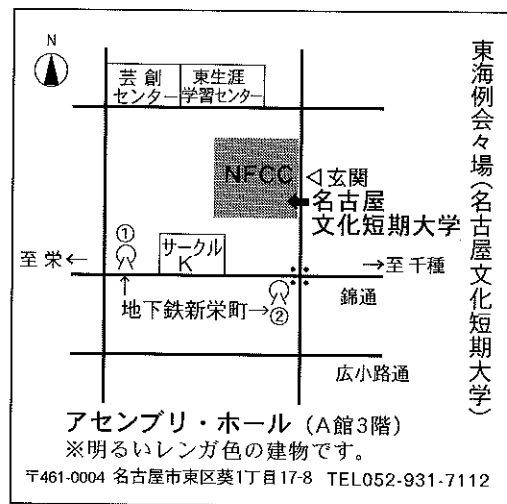 東海例会々場(名古屋文化短期大学)
N
芸創
センター
東生涯
学習センター
NFCC
◁玄関
←名古屋
文化短期大学
①
サークル
K
至栄←
→至千種
地下鉄新栄町→
②
錦通
広小路通
アセンブリ・ホール (A館3階)
※明るいレンガ色の建物です。
〒461-0004 名古屋市東区葵1丁目17-8 TEL052-931-7112